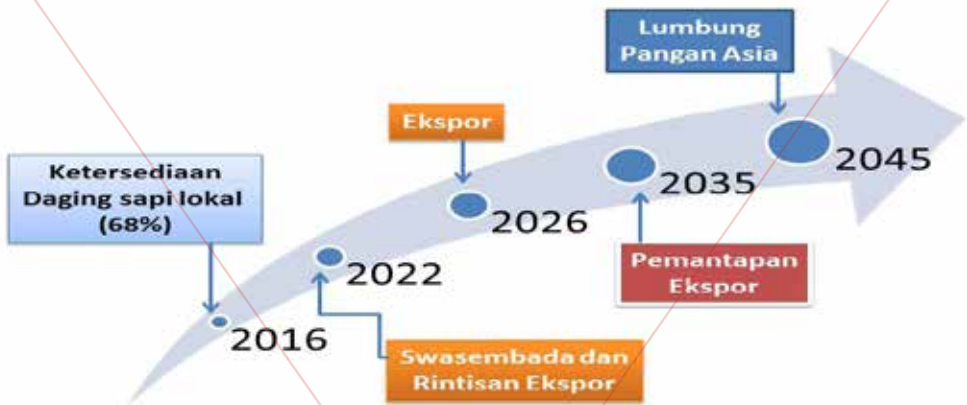 Lumbung
Pangan Asia
Ekspor
2045
Ketersediaan
Daging sapi lokal
(68%)
2035
2026
2022
Pemantapan
Ekspor
2016
Swasembada dan
Rintisan Ekspor